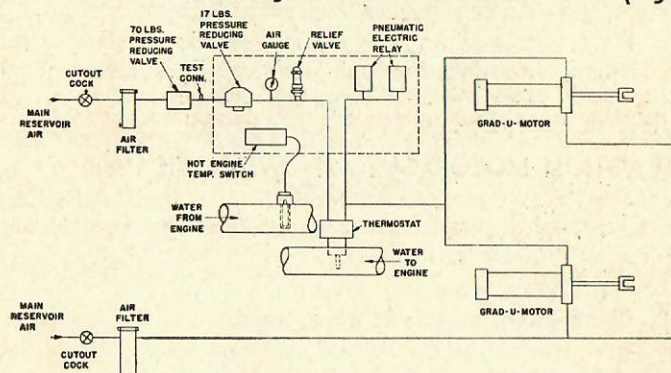 17 LBS.
PRESSURE
REDUCING
VALVE
70 LBS.
PRESSURE
REDUCING
VALVE
AIR
GAUGE
RELIEF
VALVE
PNEUMATIC
ELECTRIC
RELAY
TEST
CONN.
CUTOUT
COCK
MAIN
RESERVOIR
AIR
AIR
FILTER
HOT ENGINE
TEMP. SWITCH
GRAD-U-MOTOR
WATER
FROM
ENGINE
THERMOSTAT
WATER
TO
ENGINE
GRAD-U-MOTOR
MAIN
RESERVOIR
AIR
AIR
FILTER
CUTOUT
COCK